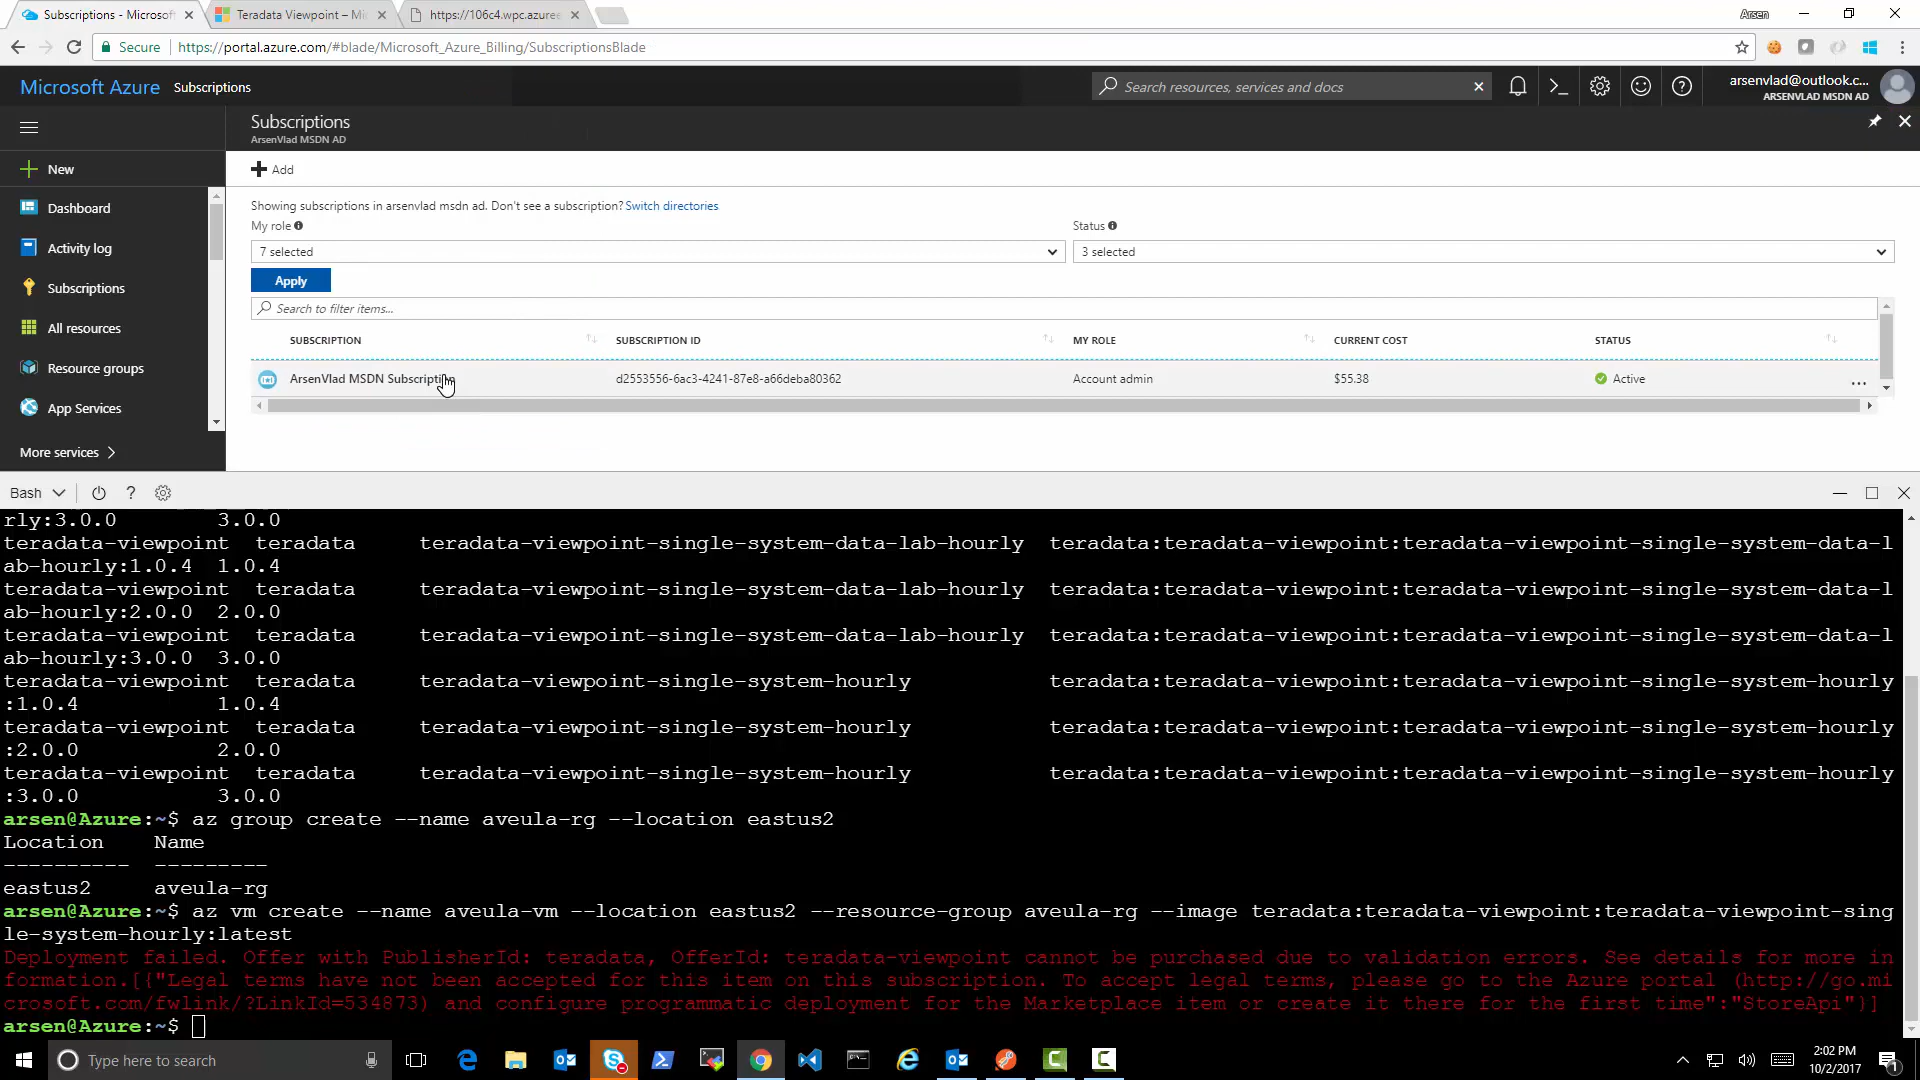 Subscriptions - Microsof
Teradata Viewpoint – Mi
https://106c4.wpc.azuree
Arsen
Secure
https://portal.azure.com/#blade/Microsoft_Azure_Billing/SubscriptionsBlade
Microsoft Azure Subscriptions
Search resources, services and docs
arsenvlad@outlook.c...
ARSENVLAD MSDN AD
Subscriptions
ArsenVlad MSDN AD
New
Dashboard
Activity log
Subscriptions
All resources
Resource groups
App Services
More services
Add
Showing subscriptions in arsenvlad msdn ad. Don't see a subscription? Switch directories
My role
Status
7 selected
3 selected
Apply
Search to filter items...
SUBSCRIPTION SUBSCRIPTION ID MY ROLE CURRENT COST STATUS
ArsenVlad MSDN Subscription d2553556-6ac3-4241-87e8-a66deba80362 Account admin $55.38 Active
Bash
rly:3.0.0 3.0.0
teradata-viewpoint teradata teradata-viewpoint-single-system-data-lab-hourly teradata:teradata-viewpoint:teradata-viewpoint-single-system-data-l
ab-hourly:1.0.4 1.0.4
teradata-viewpoint teradata teradata-viewpoint-single-system-data-lab-hourly teradata:teradata-viewpoint:teradata-viewpoint-single-system-data-l
ab-hourly:2.0.0 2.0.0
teradata-viewpoint teradata teradata-viewpoint-single-system-data-lab-hourly teradata:teradata-viewpoint:teradata-viewpoint-single-system-data-l
ab-hourly:3.0.0 3.0.0
teradata-viewpoint teradata teradata-viewpoint-single-system-hourly teradata:teradata-viewpoint:teradata-viewpoint-single-system-hourly
:1.0.4 1.0.4
teradata-viewpoint teradata teradata-viewpoint-single-system-hourly teradata:teradata-viewpoint:teradata-viewpoint-single-system-hourly
:2.0.0 2.0.0
teradata-viewpoint teradata teradata-viewpoint-single-system-hourly teradata:teradata-viewpoint:teradata-viewpoint-single-system-hourly
:3.0.0 3.0.0
arsen@Azure:~$ az group create --name aveula-rg --location eastus2
Location Name
---------- ---------
eastus2 aveula-rg
arsen@Azure:~$ az vm create --name aveula-vm --location eastus2 --resource-group aveula-rg --image teradata:teradata-viewpoint:teradata-viewpoint-sing
le-system-hourly:latest
Deployment failed. Offer with PublisherId: teradata, OfferId: teradata-viewpoint cannot be purchased due to validation errors. See details for more in
formation.[{"Legal terms have not been accepted for this item on this subscription. To accept legal terms, please go to the Azure portal (http://go.mi
crosoft.com/fwlink/?LinkId=534873) and configure programmatic deployment for the Marketplace item or create it there for the first time":"StoreApi"}]
arsen@Azure:~$
Type here to search
2:02 PM
10/2/2017
1